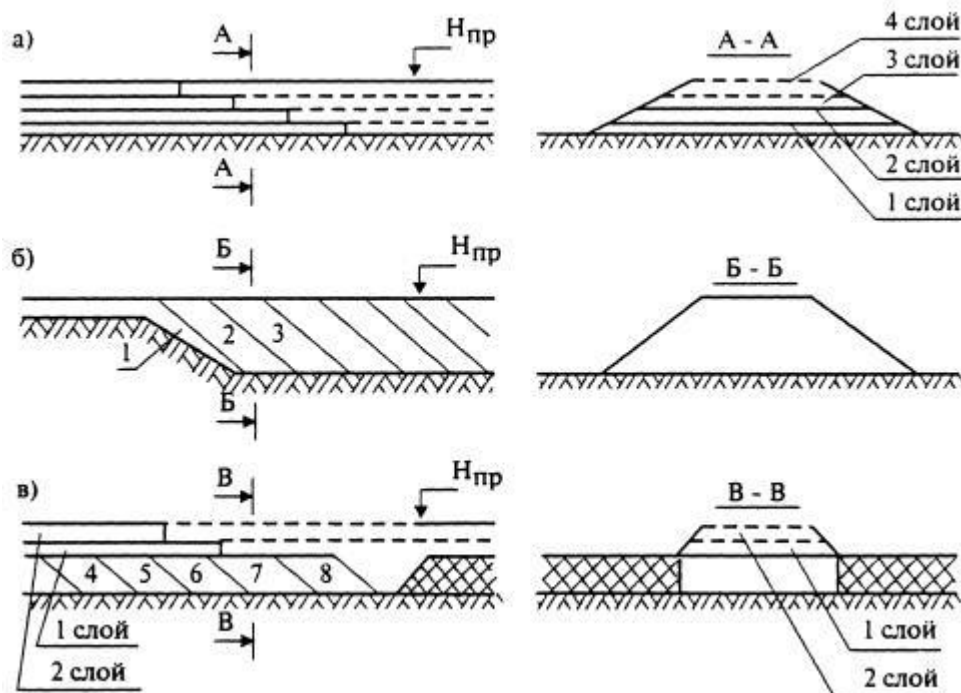 а)
А
Нпр
А
А - А
4 слой
3 слой
2 слой
1 слой
б)
Б
Нпр
1
2
3
Б
Б - Б
в)
В
Нпр
4 5 6 7 8
В
1 слой
2 слой
В - В
1 слой
2 слой